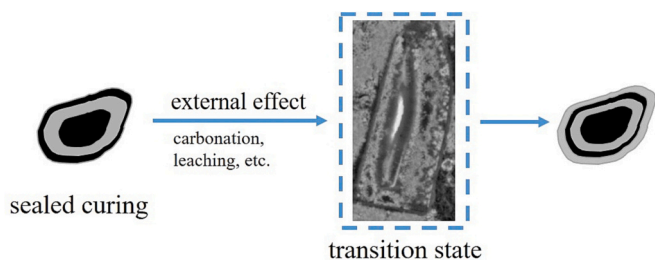 external effect
carbonation,
leaching, etc.
sealed curing
transition state